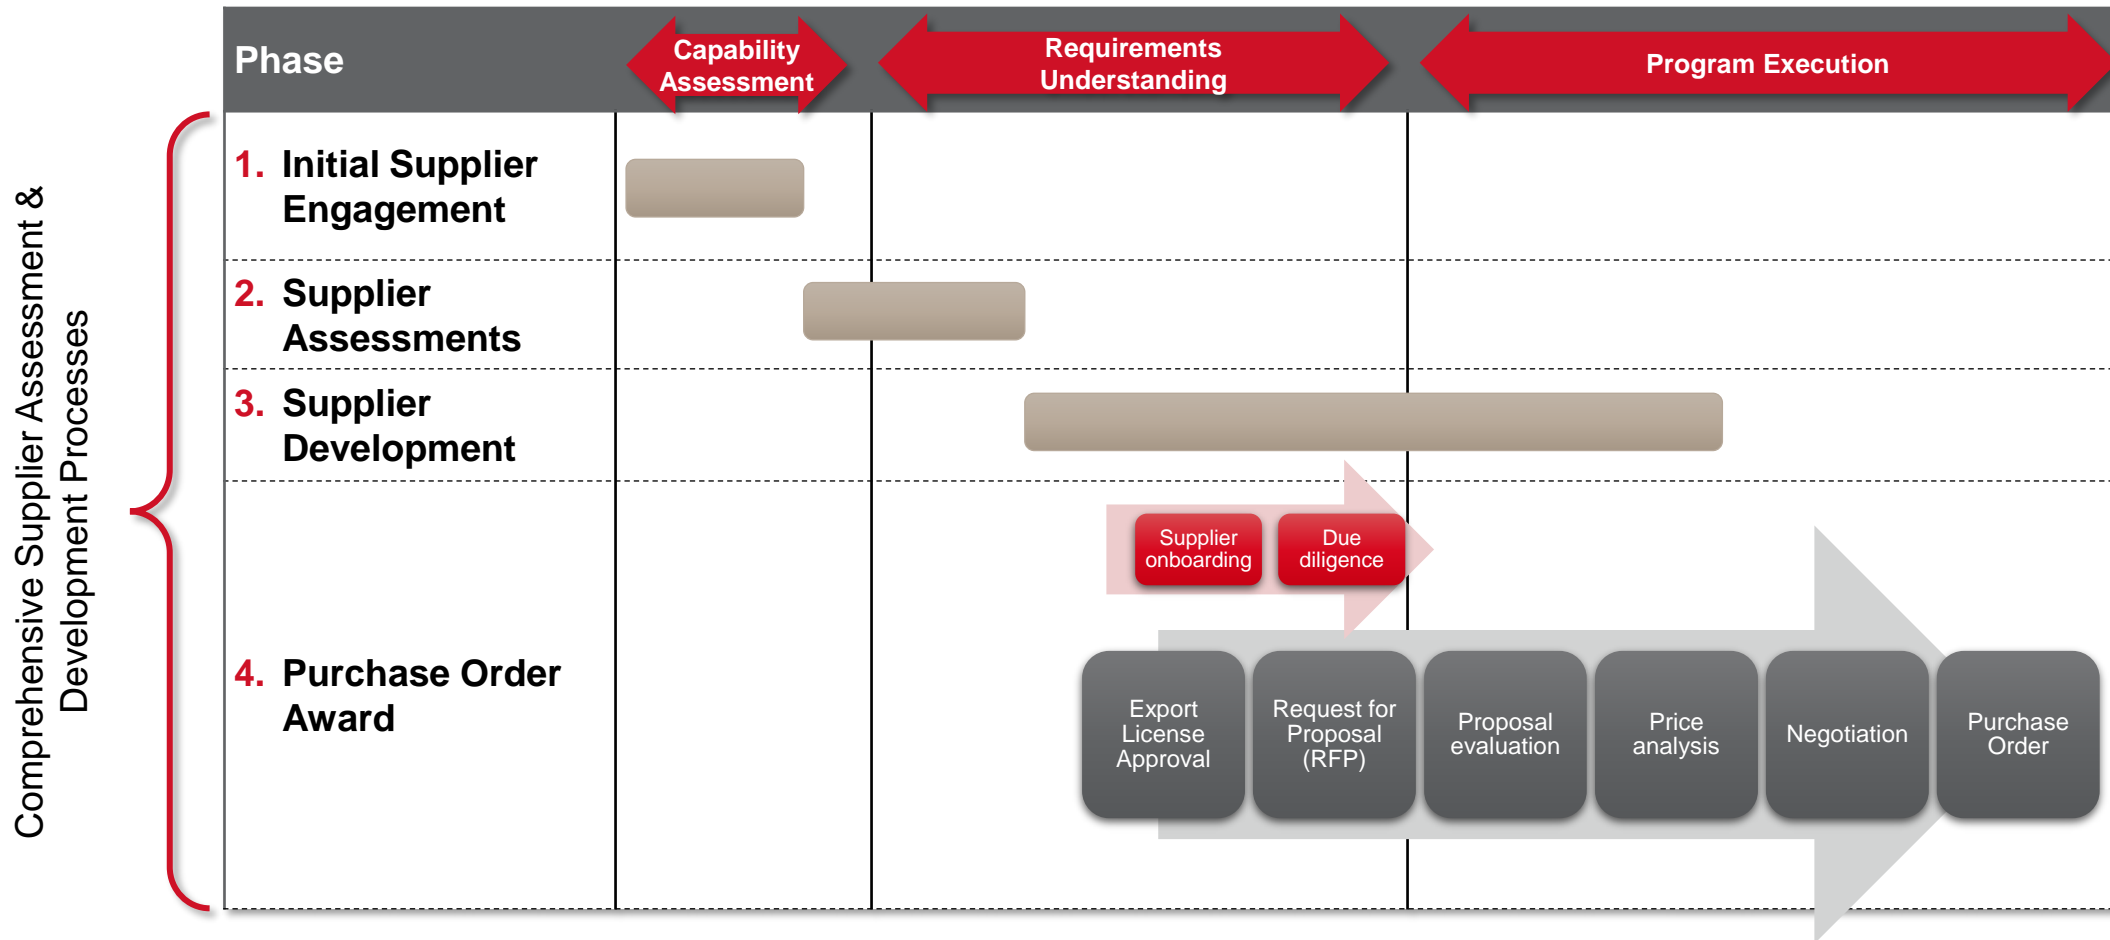 Phase
Capability
Assessment
Requirements
Understanding
Program Execution
Comprehensive Supplier Assessment &
Development Processes
1. Initial Supplier
Engagement
2. Supplier
Assessments
3. Supplier
Development
4. Purchase Order
Award
Supplier
onboarding
Due
diligence
Export
License
Approval
Request for
Proposal
(RFP)
Proposal
evaluation
Price
analysis
Negotiation
Purchase
Order